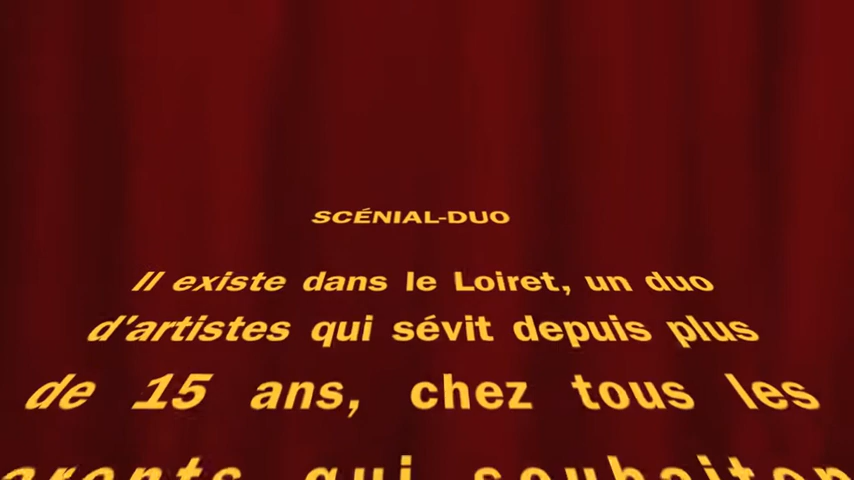 SCÉNIAL-DUO
Il existe dans le Loiret, un duo
d'artistes qui sévit depuis plus
de 15 ans, chez tous les
qui